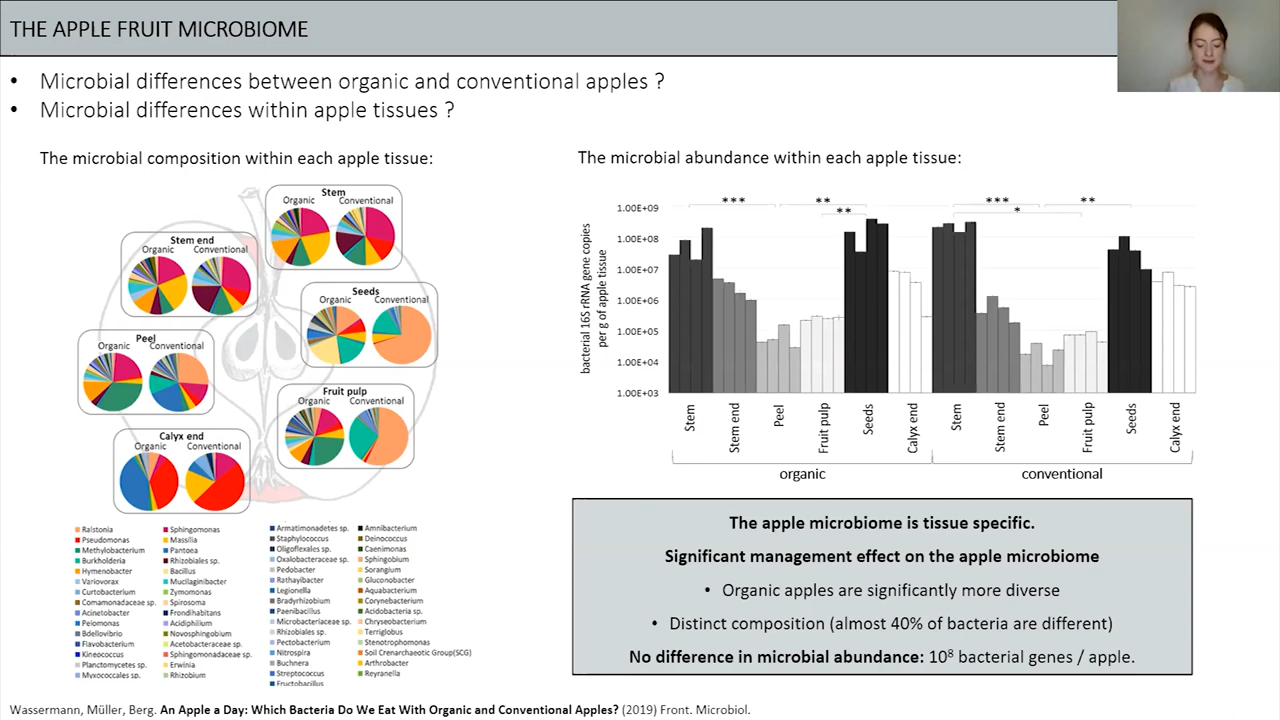 THE APPLE FRUIT MICROBIOME
• Microbial differences between organic and conventional apples ?
• Microbial differences within apple tissues ?
The microbial composition within each apple tissue:
Stem
Organic Conventional
Stem end
Organic Conventional
Seeds
Organic Conventional
Peel
Organic Conventional
Fruit pulp
Organic Conventional
Calyx end
Organic Conventional
Ralstonia
Pseudomonas
Methylobacterium
Burkholderia
Hymenobacter
Variovorax
Curtobacterium
Comamonadaceae sp.
Acinetobacter
Pelomonas
Bdellovibrio
Flavobacterium
Kineococcus
Planctomycetes sp.
Myxococcales sp.
Sphingomonas
Massilia
Pantoea
Rhizobiales sp.
Bacillus
Mucilaginibacter
Zymomonas
Spirosoma
Frondihabitans
Acidiphilium
Novosphingobium
Acetobacteraceae sp.
Sphingomonadaceae sp.
Erwinia
Rhizobium
Armatimonadetes sp.
Staphylococcus
Oligoflexales sp.
Oxalobacteraceae sp.
Pedobacter
Rathayibacter
Legionella
Bradyrhizobium
Paenibacillus
Microbacteriaceae sp.
Rhizobiales sp.
Pectobacterium
Nitrospira
Buchnera
Streptococcus
Fructobacillus
Amnibacterium
Deinococcus
Caenimonas
Sphingobium
Sorangium
Gluconobacter
Aquabacterium
Corynebacterium
Acidobacteria sp.
Chryseobacterium
Terriglobus
Stenotrophomonas
Soil Crenarchaeotic Group(SCG)
Arthrobacter
Reyranella
The microbial abundance within each apple tissue:
bacterial 16S rRNA gene copies
per g of apple tissue
1.00E+09
1.00E+08
1.00E+07
1.00E+06
1.00E+05
1.00E+04
1.00E+03
*** ** ** *** * **
Stem Stem end Peel Fruit pulp Seeds Calyx end Stem Stem end Peel Fruit pulp Seeds Calyx end
organic conventional
The apple microbiome is tissue specific.
Significant management effect on the apple microbiome
• Organic apples are significantly more diverse
• Distinct composition (almost 40% of bacteria are different)
No difference in microbial abundance: 10⁸ bacterial genes / apple.
Wassermann, Müller, Berg. An Apple a Day: Which Bacteria Do We Eat With Organic and Conventional Apples? (2019) Front. Microbiol.